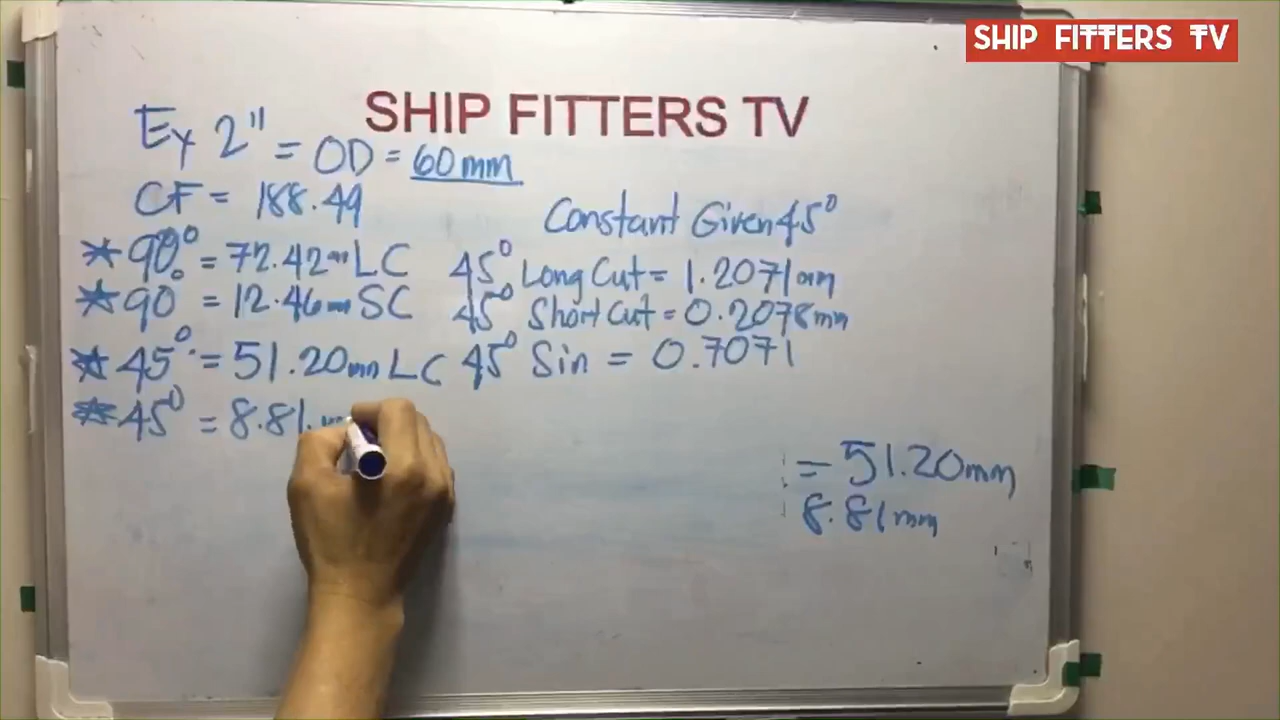 SHIP FITTERS TV
SHIP FITTERS TV
Ex 2" = OD = 60mm
CF = 188.49
Constant Given 45°
* 90° = 72.42mm LC
45° Long Cut = 1.2071mm
* 90° = 12.46mm SC
45° Short Cut = 0.2078mm
* 45° = 51.20mm LC
45° Sin = 0.7071
* 45° = 8.81
= 51.20mm
8.81mm